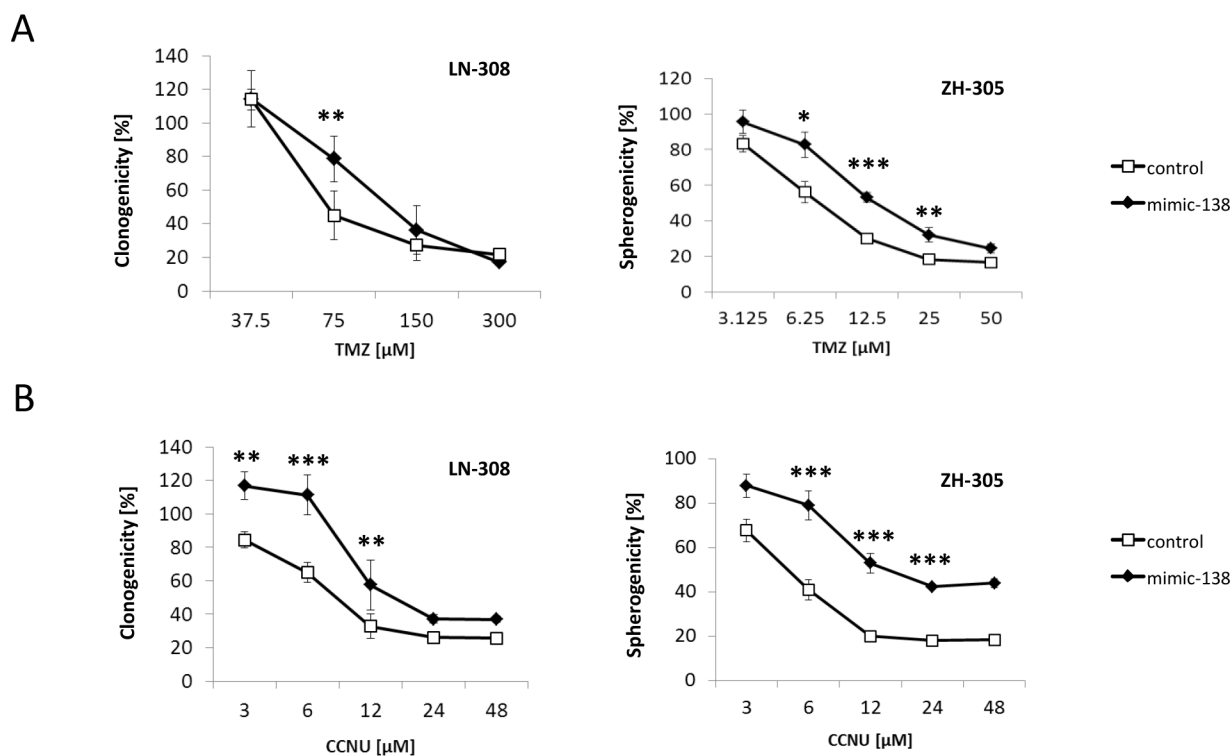 A
LN-308
Clonogenicity [%]
140
120
100
80
60
40
20
0
**
37.5 75 150 300
TMZ [µM]
ZH-305
Spherogenicity [%]
120
100
80
60
40
20
0
* *** **
3.125 6.25 12.5 25 50
TMZ [µM]
control
mimic-138
B
LN-308
Clonogenicity [%]
140
120
100
80
60
40
20
0
** *** **
3 6 12 24 48
CCNU [µM]
ZH-305
Spherogenicity [%]
100
80
60
40
20
0
*** *** ***
3 6 12 24 48
CCNU [µM]
control
mimic-138